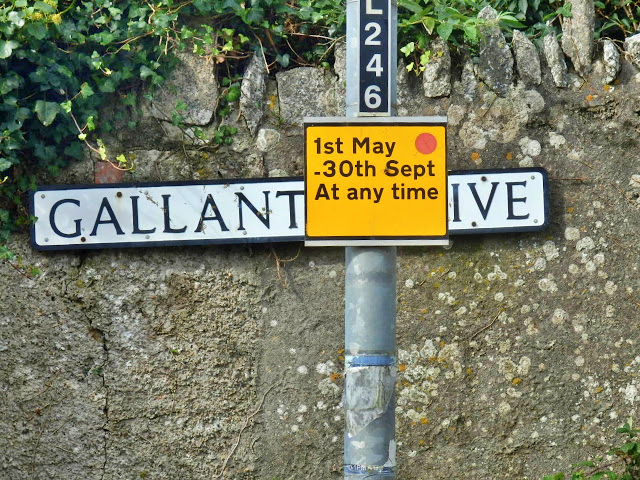 L246
1st May
-30th Sept
At any time
GALLANT IVE